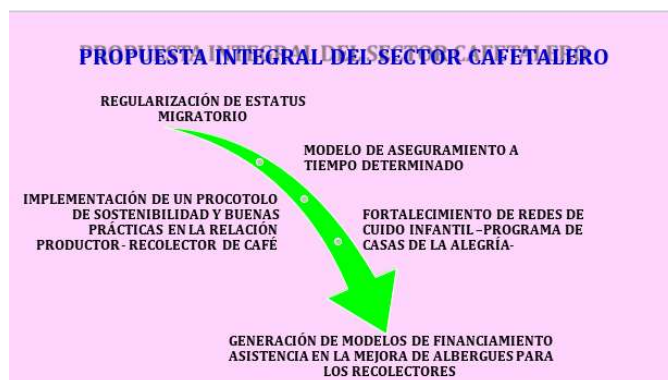 PROPUESTA INTEGRAL DEL SECTOR CAFETALERO
REGULARIZACIÓN DE ESTATUS
MIGRATORIO
MODELO DE ASEGURAMIENTO A
TIEMPO DETERMINADO
IMPLEMENTACIÓN DE UN PROCOTOLO
DE SOSTENIBILIDAD Y BUENAS
PRÁCTICAS EN LA RELACIÓN
PRODUCTOR- RECOLECTOR DE CAFÉ
FORTALECIMIENTO DE REDES DE
CUIDO INFANTIL –PROGRAMA DE
CASAS DE LA ALEGRÍA-
GENERACIÓN DE MODELOS DE FINANCIAMIENTO
ASISTENCIA EN LA MEJORA DE ALBERGUES PARA
LOS RECOLECTORES